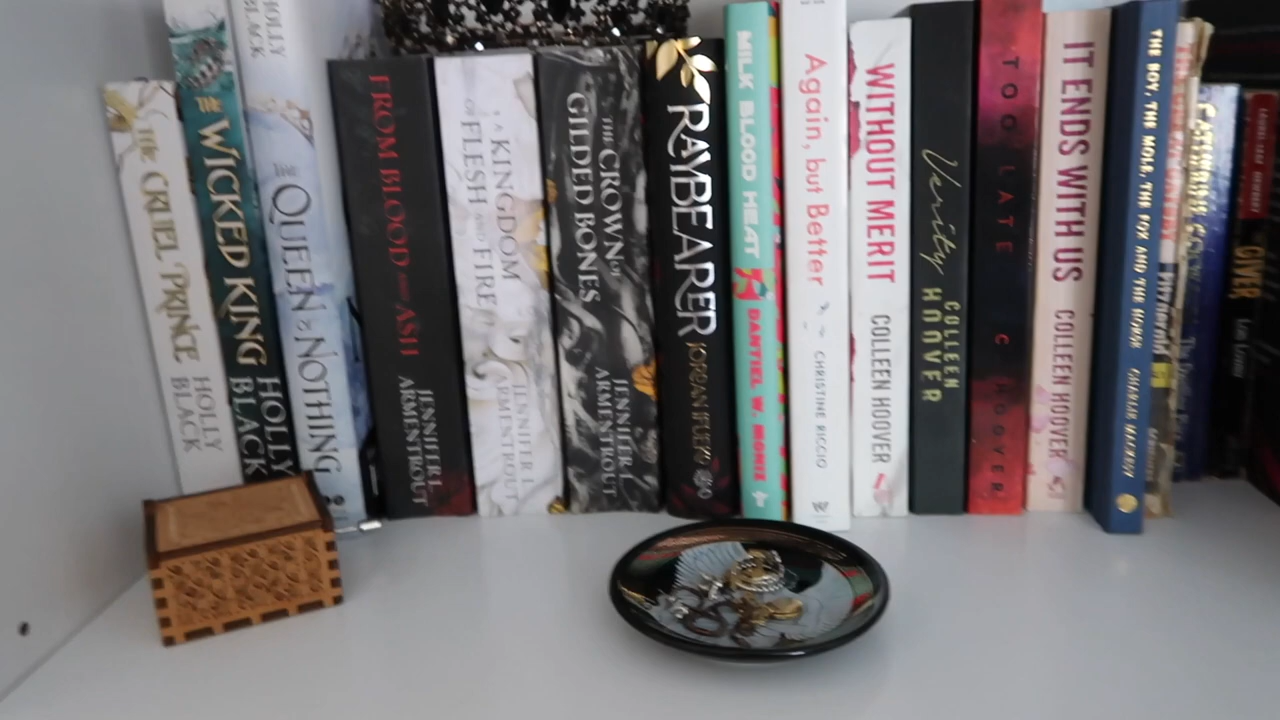 THE CRUEL PRINCE
HOLLY
BLACK
THE WICKED KING
HOLLY
BLACK
HOLLY
BLACK
THE QUEEN of NOTHING
FROM BLOOD and ASH
JENNIFER L.
ARMENTROUT
A KINGDOM
OF FLESH AND FIRE
JENNIFER L.
ARMENTROUT
THE CROWN OF
GILDED BONES
JENNIFER L.
ARMENTROUT
RAYBEARER
JORDAN IFUEKO
MILK BLOOD HEAT
DANTIEL W. MONIZ
Again, but Better
CHRISTINE RICCIO
WITHOUT MERIT
COLLEEN HOOVER
Verity
COLLEEN
HOOVER
TOO LATE
HOOVER
IT ENDS WITH US
COLLEEN HOOVER
THE BOY, THE MOLE, THE FOX AND THE HORSE
CHARLIE MACKESY
GIVER